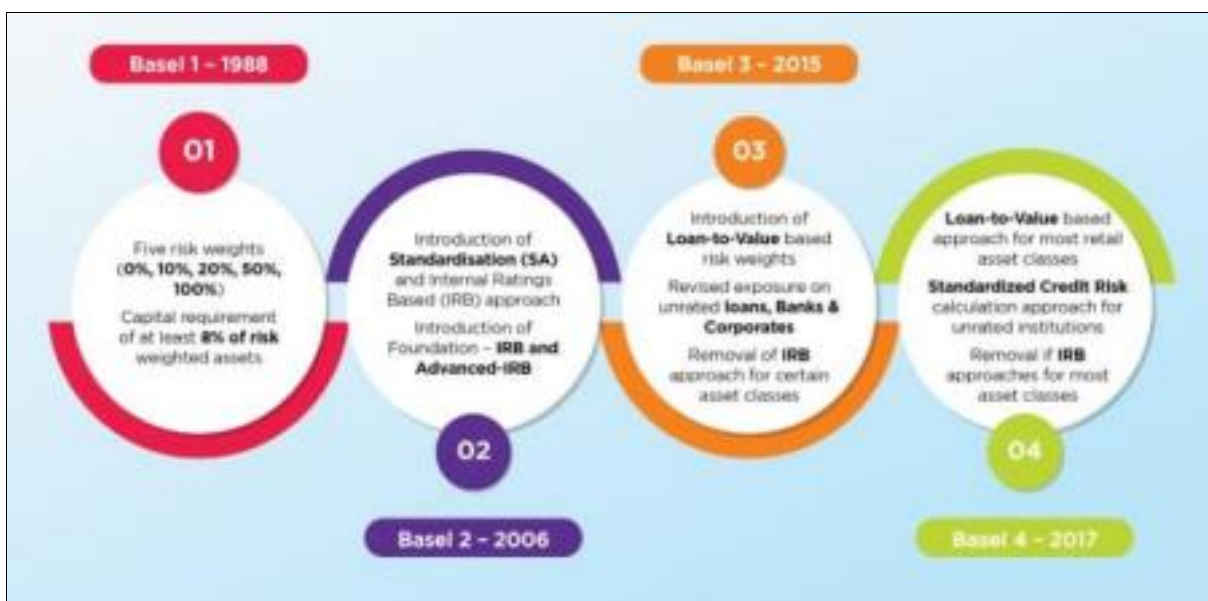 Basel 1 – 1988
01
Five risk weights
(0%, 10%, 20%, 50%,
100%)
Capital requirement
of at least 8% of risk
weighted assets
Introduction of
Standardisation (SA)
and Internal Ratings
Based (IRB) approach
Introduction of
Foundation – IRB and
Advanced-IRB
02
Basel 2 – 2006
Basel 3 – 2015
03
Introduction of
Loan-to-Value based
risk weights
Revised exposure on
unrated loans, Banks &
Corporates
Removal of IRB
approach for certain
asset classes
Loan-to-Value based
approach for most retail
asset classes
Standardized Credit Risk
calculation approach for
unrated institutions
Removal if IRB
approaches for most
asset classes
04
Basel 4 – 2017